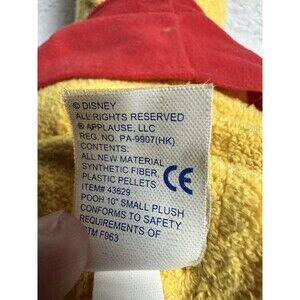 © DISNEY
ALL RIGHTS RESERVED
® APPLAUSE, LLC
REG. NO. PA-9907(HK)
CONTENTS:
ALL NEW MATERIAL
SYNTHETIC FIBER,
PLASTIC PELLETS
CE
ITEM# 43629
POOH 10" SMALL PLUSH
CONFORMS TO SAFETY
REQUIREMENTS OF
STM F963